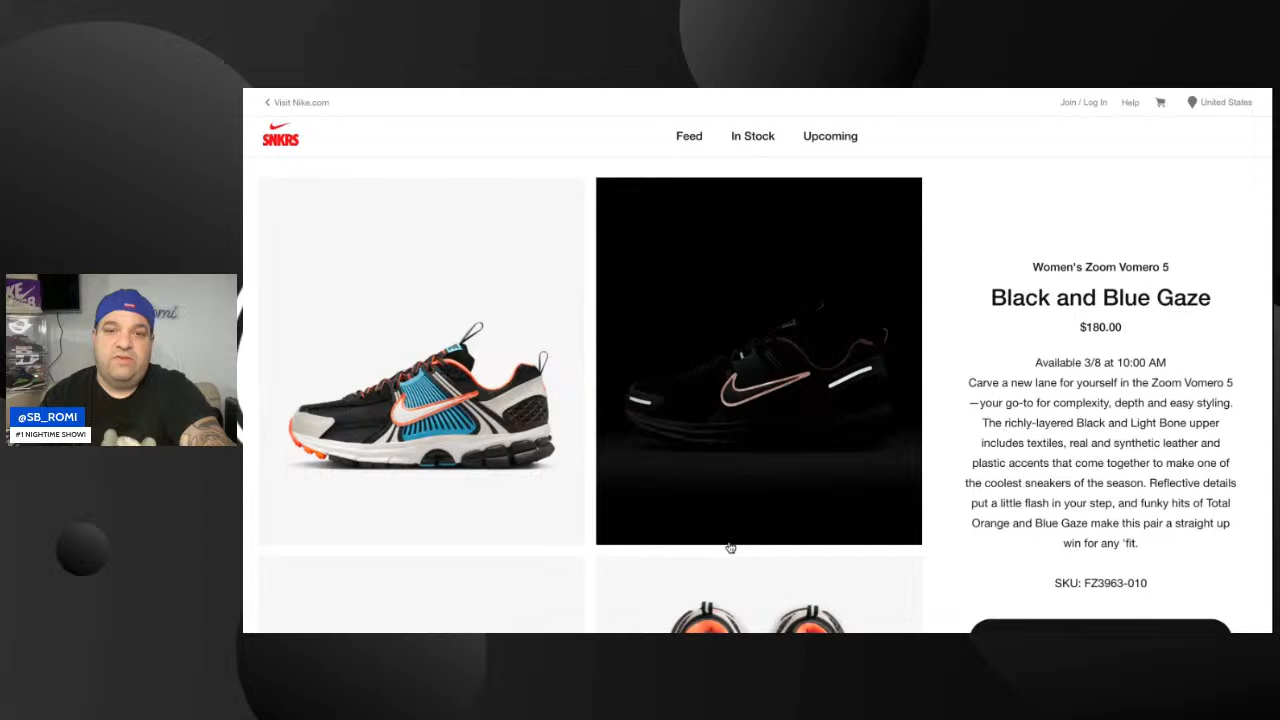 Visit Nike.com
Join / Log In
Help
United States
SNKRS
Feed
In Stock
Upcoming
Women's Zoom Vomero 5
Black and Blue Gaze
$180.00
Available 3/8 at 10:00 AM
Carve a new lane for yourself in the Zoom Vomero 5
—your go-to for complexity, depth and easy styling.
The richly-layered Black and Light Bone upper
includes textiles, real and synthetic leather and
plastic accents that come together to make one of
the coolest sneakers of the season. Reflective details
put a little flash in your step, and funky hits of Total
Orange and Blue Gaze make this pair a straight up
win for any 'fit.
SKU: FZ3963-010
@SB_ROMI
#1 NIGHTIME SHOW!